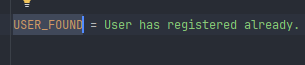 USER_FOUND = User has registered already.